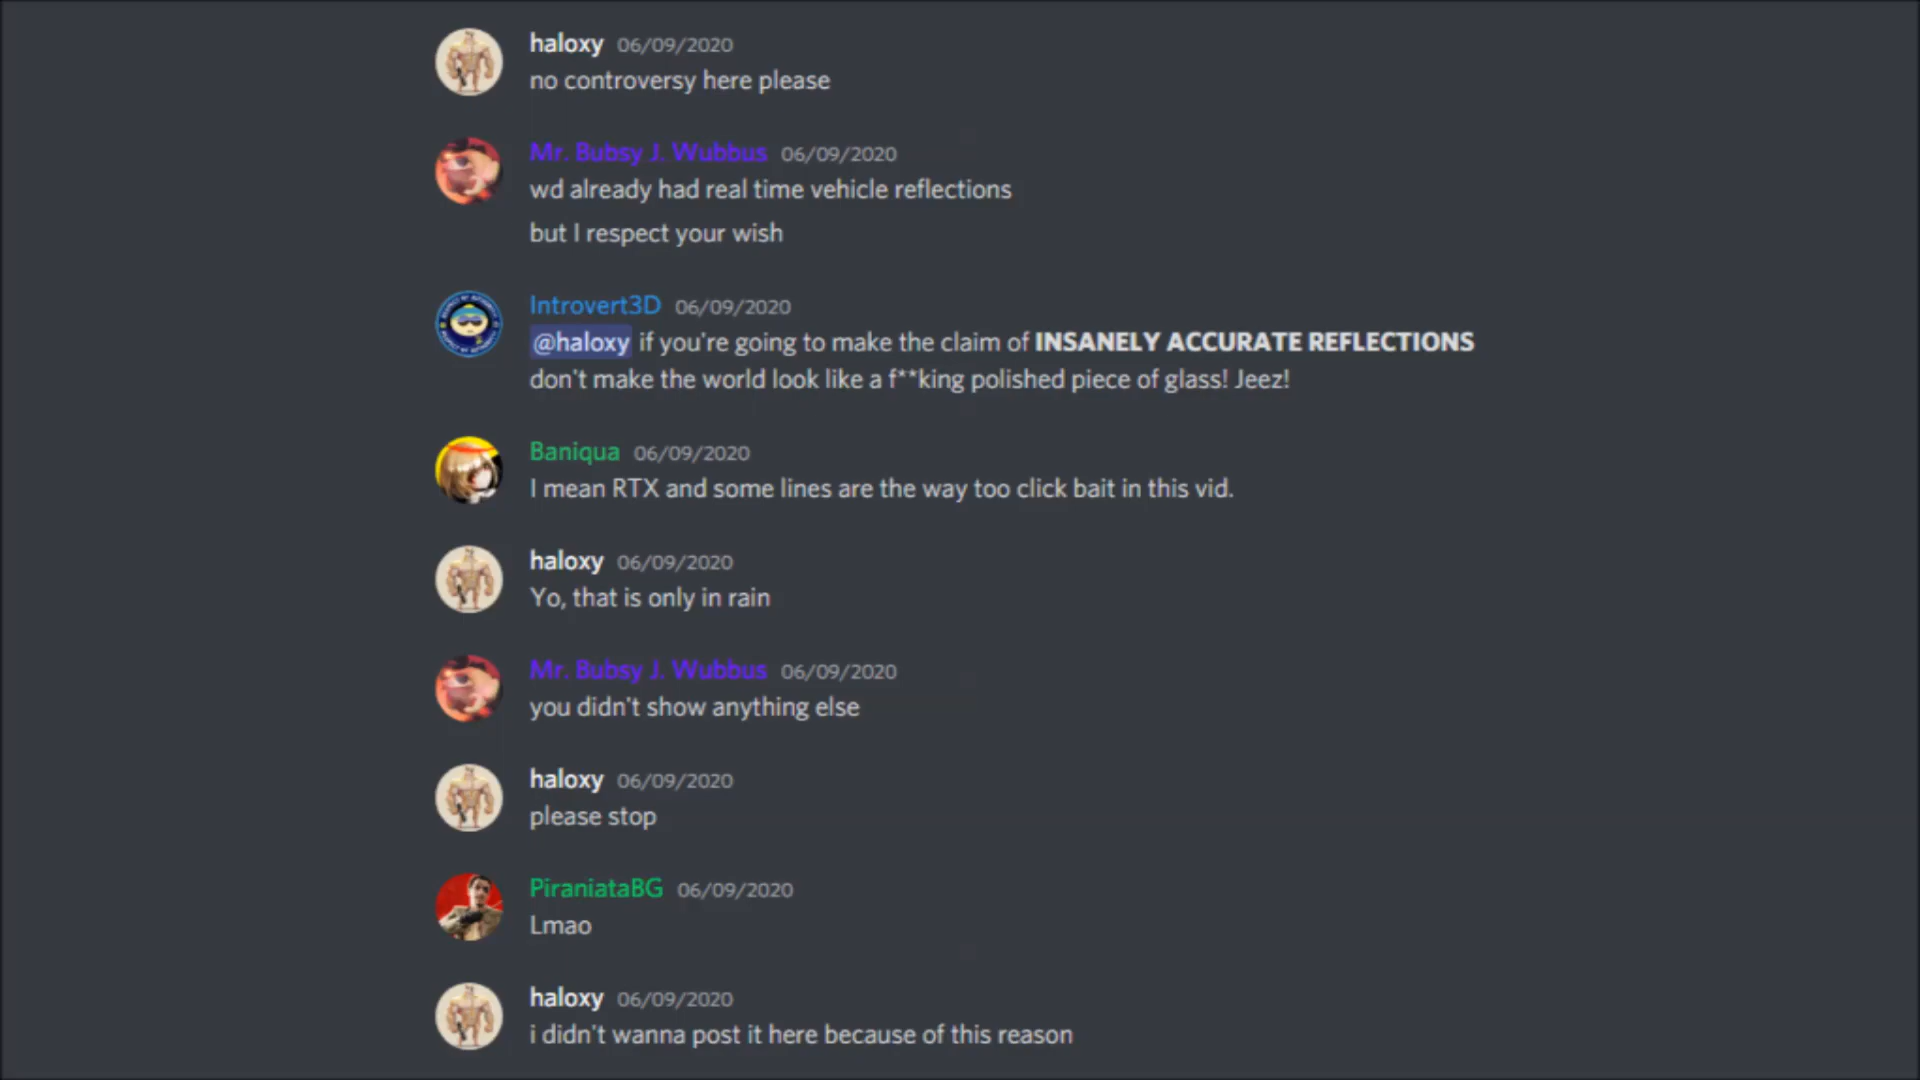 haloxy 06/09/2020
no controversy here please
Mr. Bubsy J. Wubbus 06/09/2020
wd already had real time vehicle reflections
but I respect your wish
Introvert3D 06/09/2020
@haloxy if you're going to make the claim of INSANELY ACCURATE REFLECTIONS
don't make the world look like a f**king polished piece of glass! Jeez!
Baniqua 06/09/2020
I mean RTX and some lines are the way too click bait in this vid.
haloxy 06/09/2020
Yo, that is only in rain
Mr. Bubsy J. Wubbus 06/09/2020
you didn't show anything else
haloxy 06/09/2020
please stop
PiraniataBG 06/09/2020
Lmao
haloxy 06/09/2020
i didn't wanna post it here because of this reason